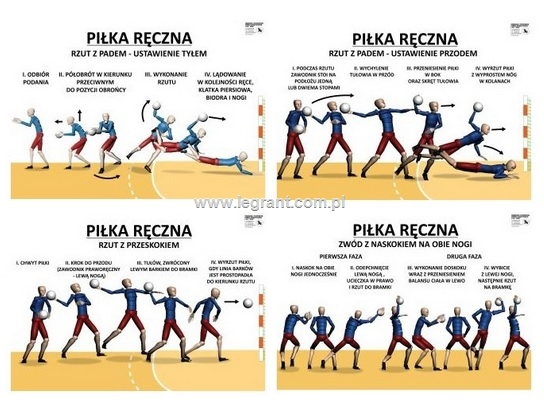 PIŁKA RĘCZNA
RZUT Z PADEM - USTAWIENIE TYŁEM
I. ODBIÓR
PODANIA
II. PÓŁOBRÓT W KIERUNKU
PRZECIWNYM
DO POZYCJI OBROŃCY
III. WYKONANIE
RZUTU
IV. LĄDOWANIE
W KOLEJNOŚCI RĘCE,
KLATKA PIERSIOWA,
BIODRA I NOGI
PIŁKA RĘCZNA
RZUT Z PADEM - USTAWIENIE PRZODEM
I. PODCZAS RZUTU
ZAWODNIK STOI NA
PODŁOŻU JEDNĄ
LUB DWIEMA STOPAMI
II. WYCHYLENIE
TUŁOWIA W PRZÓD
III. PRZENIESIENIE PIŁKI
W BOK
ORAZ SKRĘT TUŁOWIA
IV. WYRZUT PIŁKI
Z WYPROSTEM NÓG
W KOLANACH
www.legrant.com.pl
PIŁKA RĘCZNA
RZUT Z PRZESKOKIEM
I. CHWYT PIŁKI
II. KROK DO PRZODU
(ZAWODNIK PRAWORĘCZNY
- LEWĄ NOGĄ)
III. TUŁÓW, ZWRÓCONY
LEWYM BARKIEM DO BRAMKI
IV. WYRZUT PIŁKI,
GDY LINIA BARKÓW
JEST PROSTOPADŁA
DO KIERUNKU RZUTU
PIŁKA RĘCZNA
ZWÓD Z NASKOKIEM NA OBIE NOGI
PIERWSZA FAZA
DRUGA FAZA
I. NASKOK NA OBIE
NOGI JEDNOCZEŚNIE
II. ODEPCHNIĘCIE
LEWĄ NOGĄ,
UCIECZKA W PRAWO
I RZUT DO BRAMKI
III. WYKONANIE DOSKOKU
WRAZ Z PRZENIESIENIEM
BALANSU CIAŁA W LEWO
IV. WYBICIE
Z LEWEJ NOGI,
NASTĘPNIE RZUT
NA BRAMKĘ